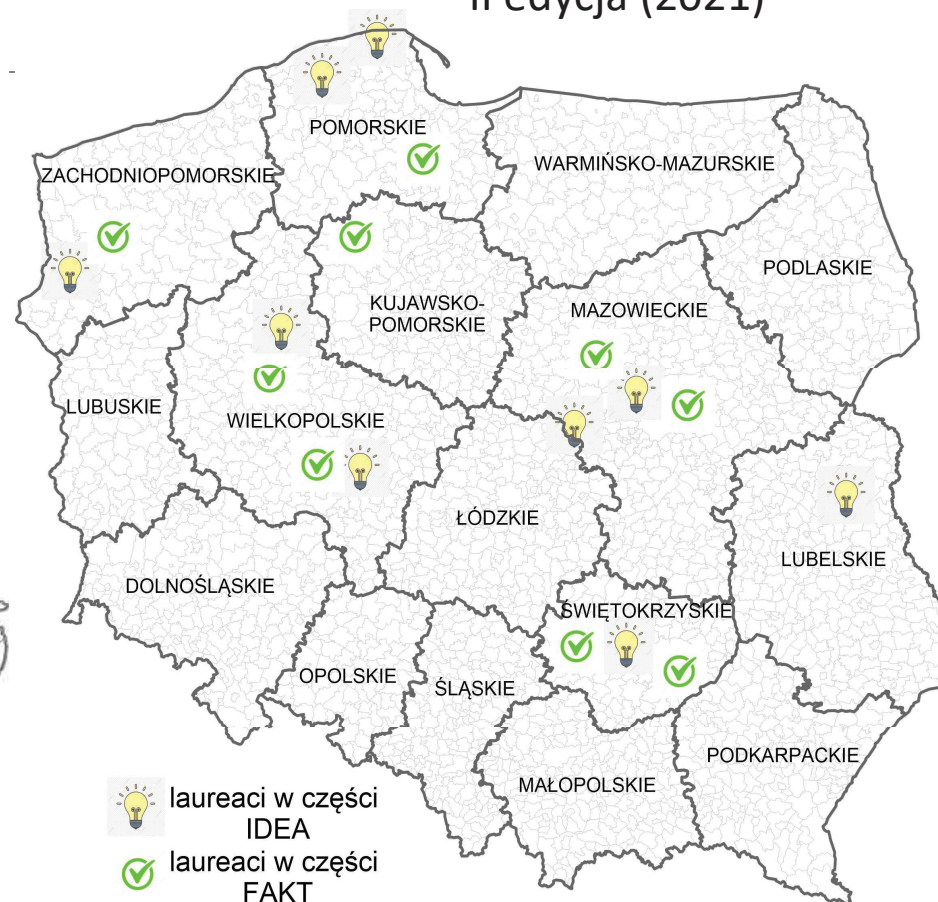 II edycja (2021)
POMORSKIE
WARMIŃSKO-MAZURSKIE
ZACHODNIOPOMORSKIE
PODLASKIE
KUJAWSKO-
POMORSKIE
MAZOWIECKIE
LUBUSKIE
WIELKOPOLSKIE
ŁÓDZKIE
LUBELSKIE
DOLNOŚLĄSKIE
ŚWIĘTOKRZYSKIE
OPOLSKIE
ŚLĄSKIE
PODKARPACKIE
MAŁOPOLSKIE
laureaci w części
IDEA
laureaci w części
FAKT